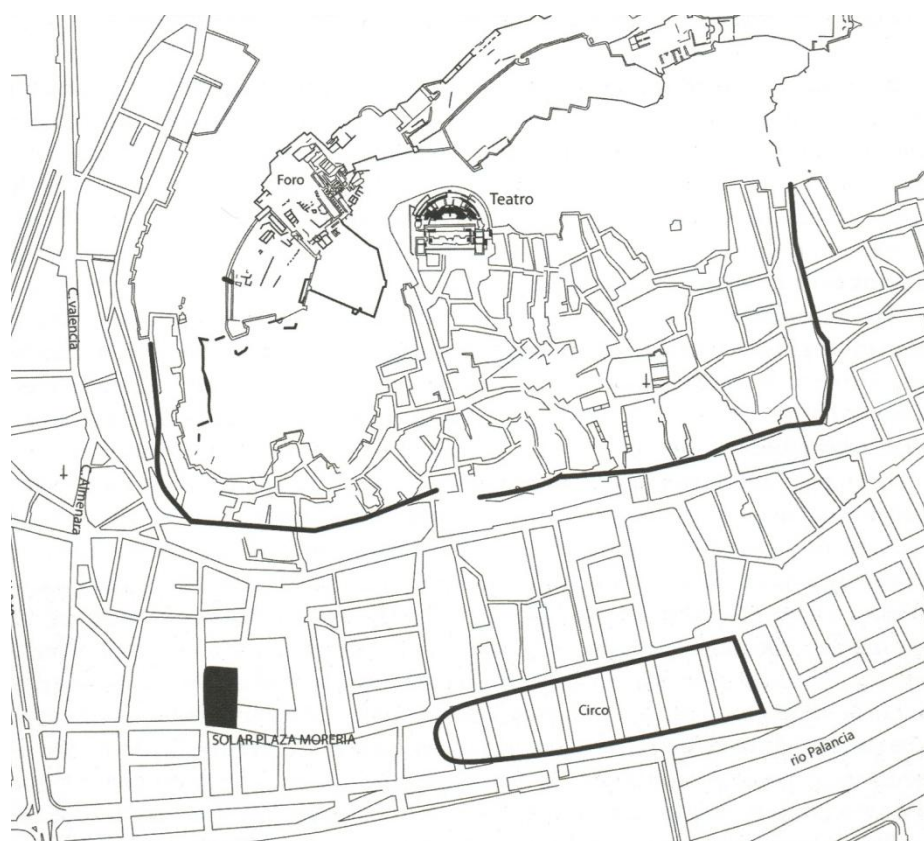 Foro
Teatro
C. valencia
C. Almenara
SOLAR PLAZA MORERIA
Circo
rio Palancia